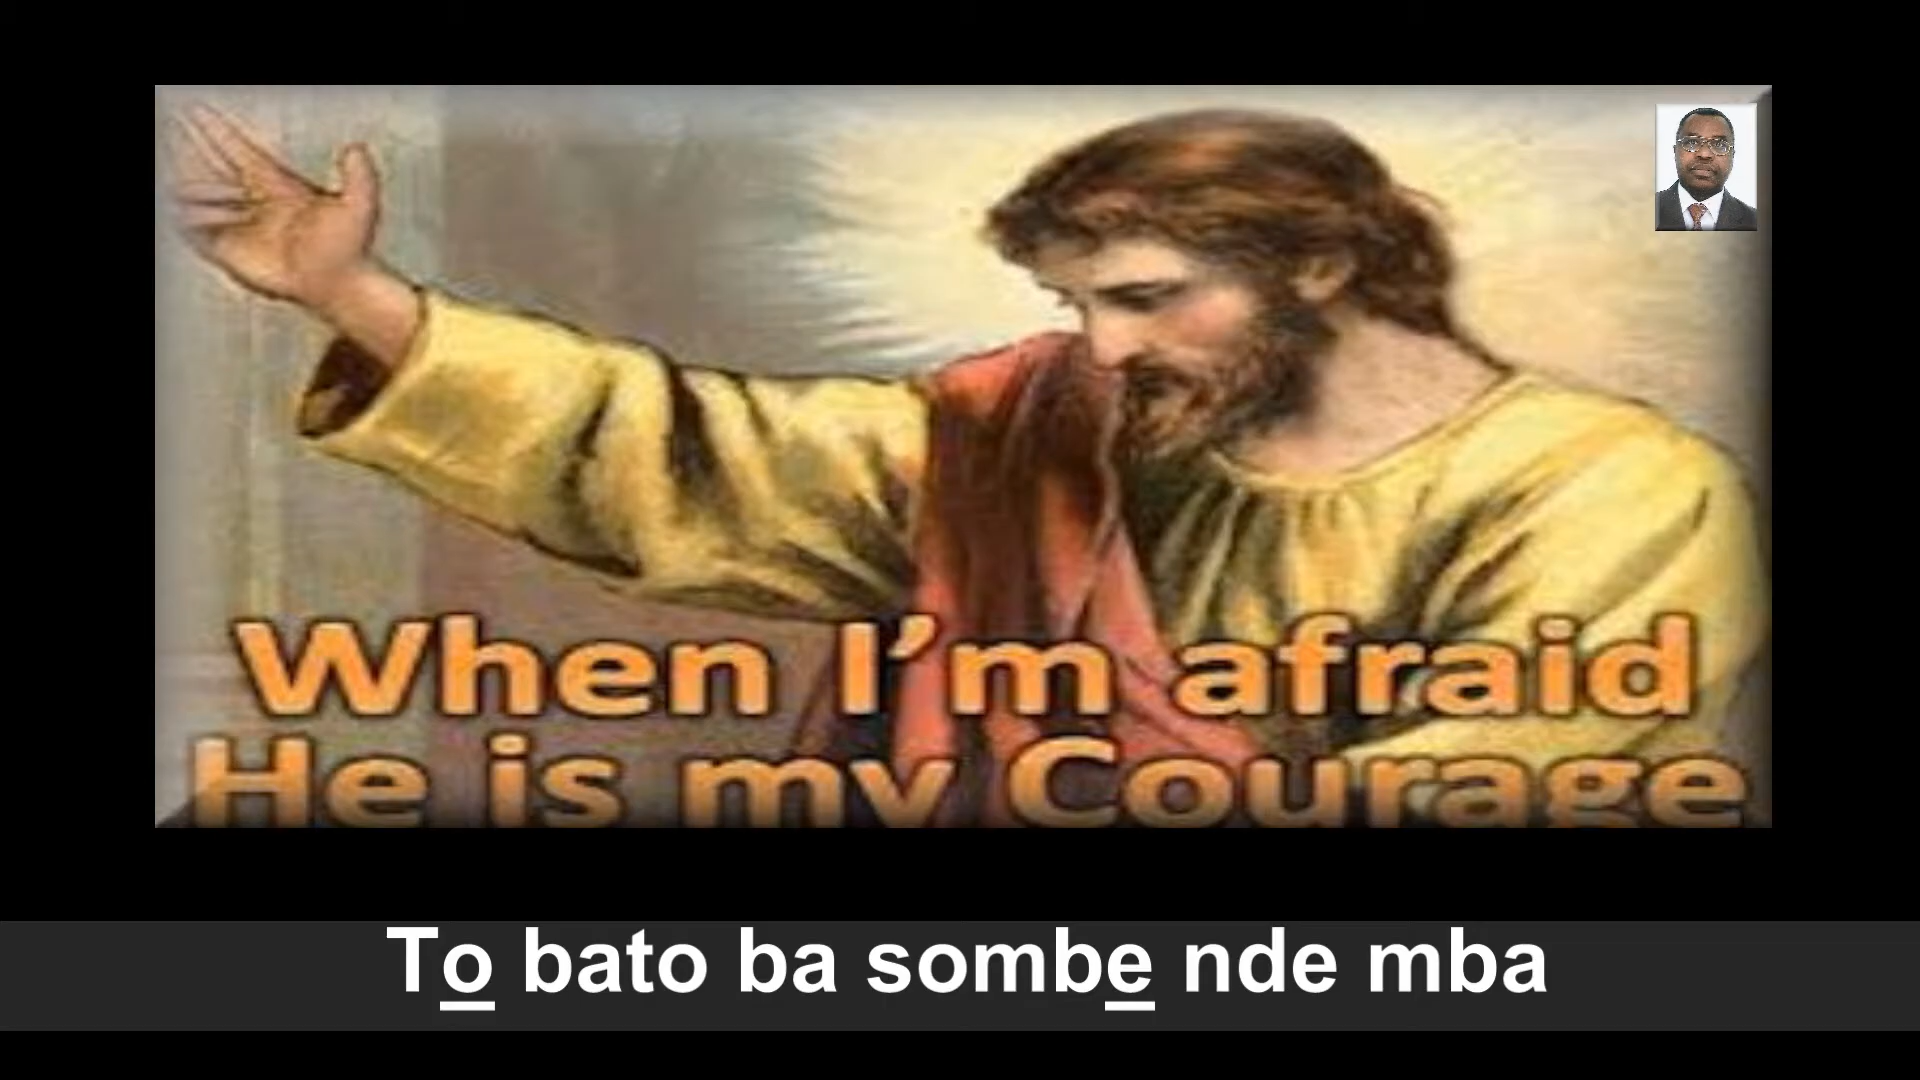 When I'm afraid
He is my Courage
To̲ bato ba sombe̲ nde mba